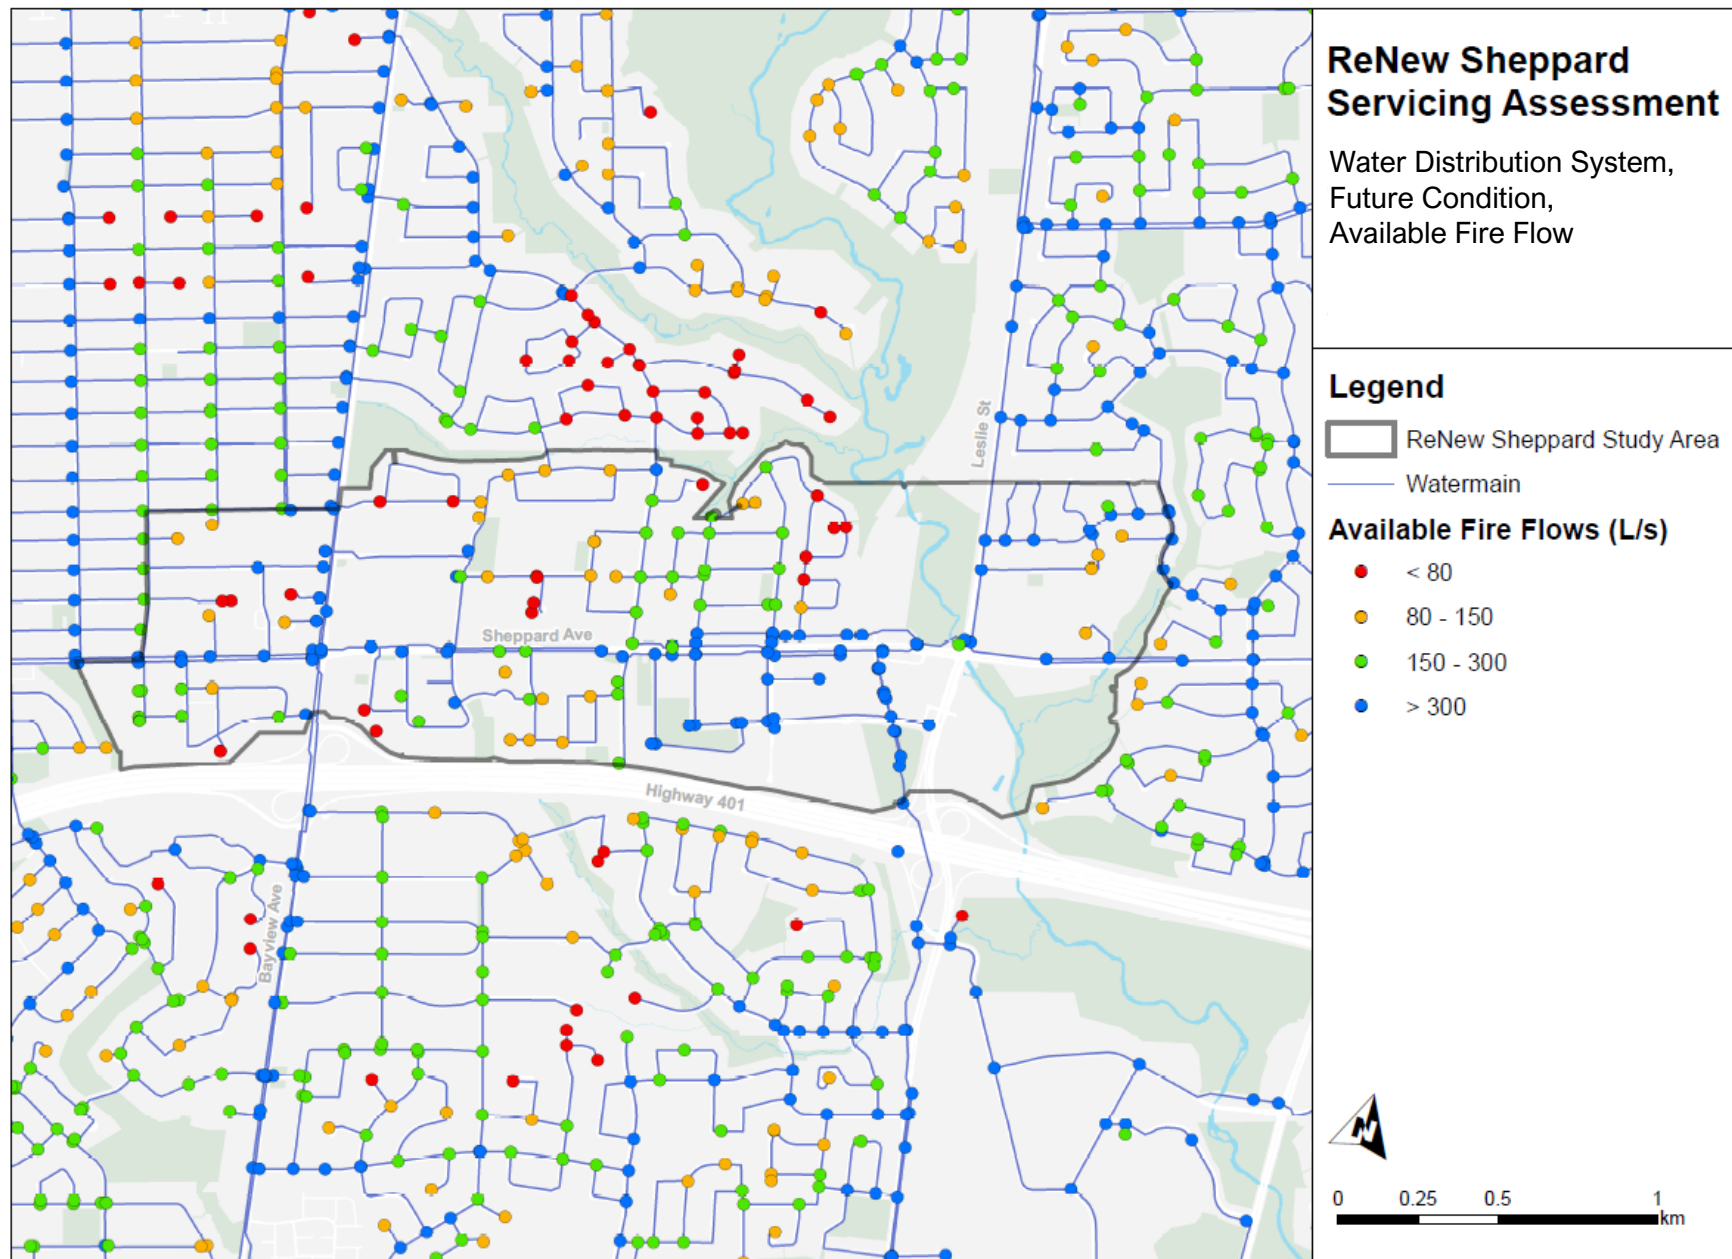 ReNew Sheppard
Servicing Assessment
Water Distribution System,
Future Condition,
Available Fire Flow
Legend
ReNew Sheppard Study Area
Watermain
Available Fire Flows (L/s)
< 80
80 - 150
150 - 300
> 300
Leslie St
Sheppard Ave
Highway 401
Bayview Ave
N
0 0.25 0.5 1
km